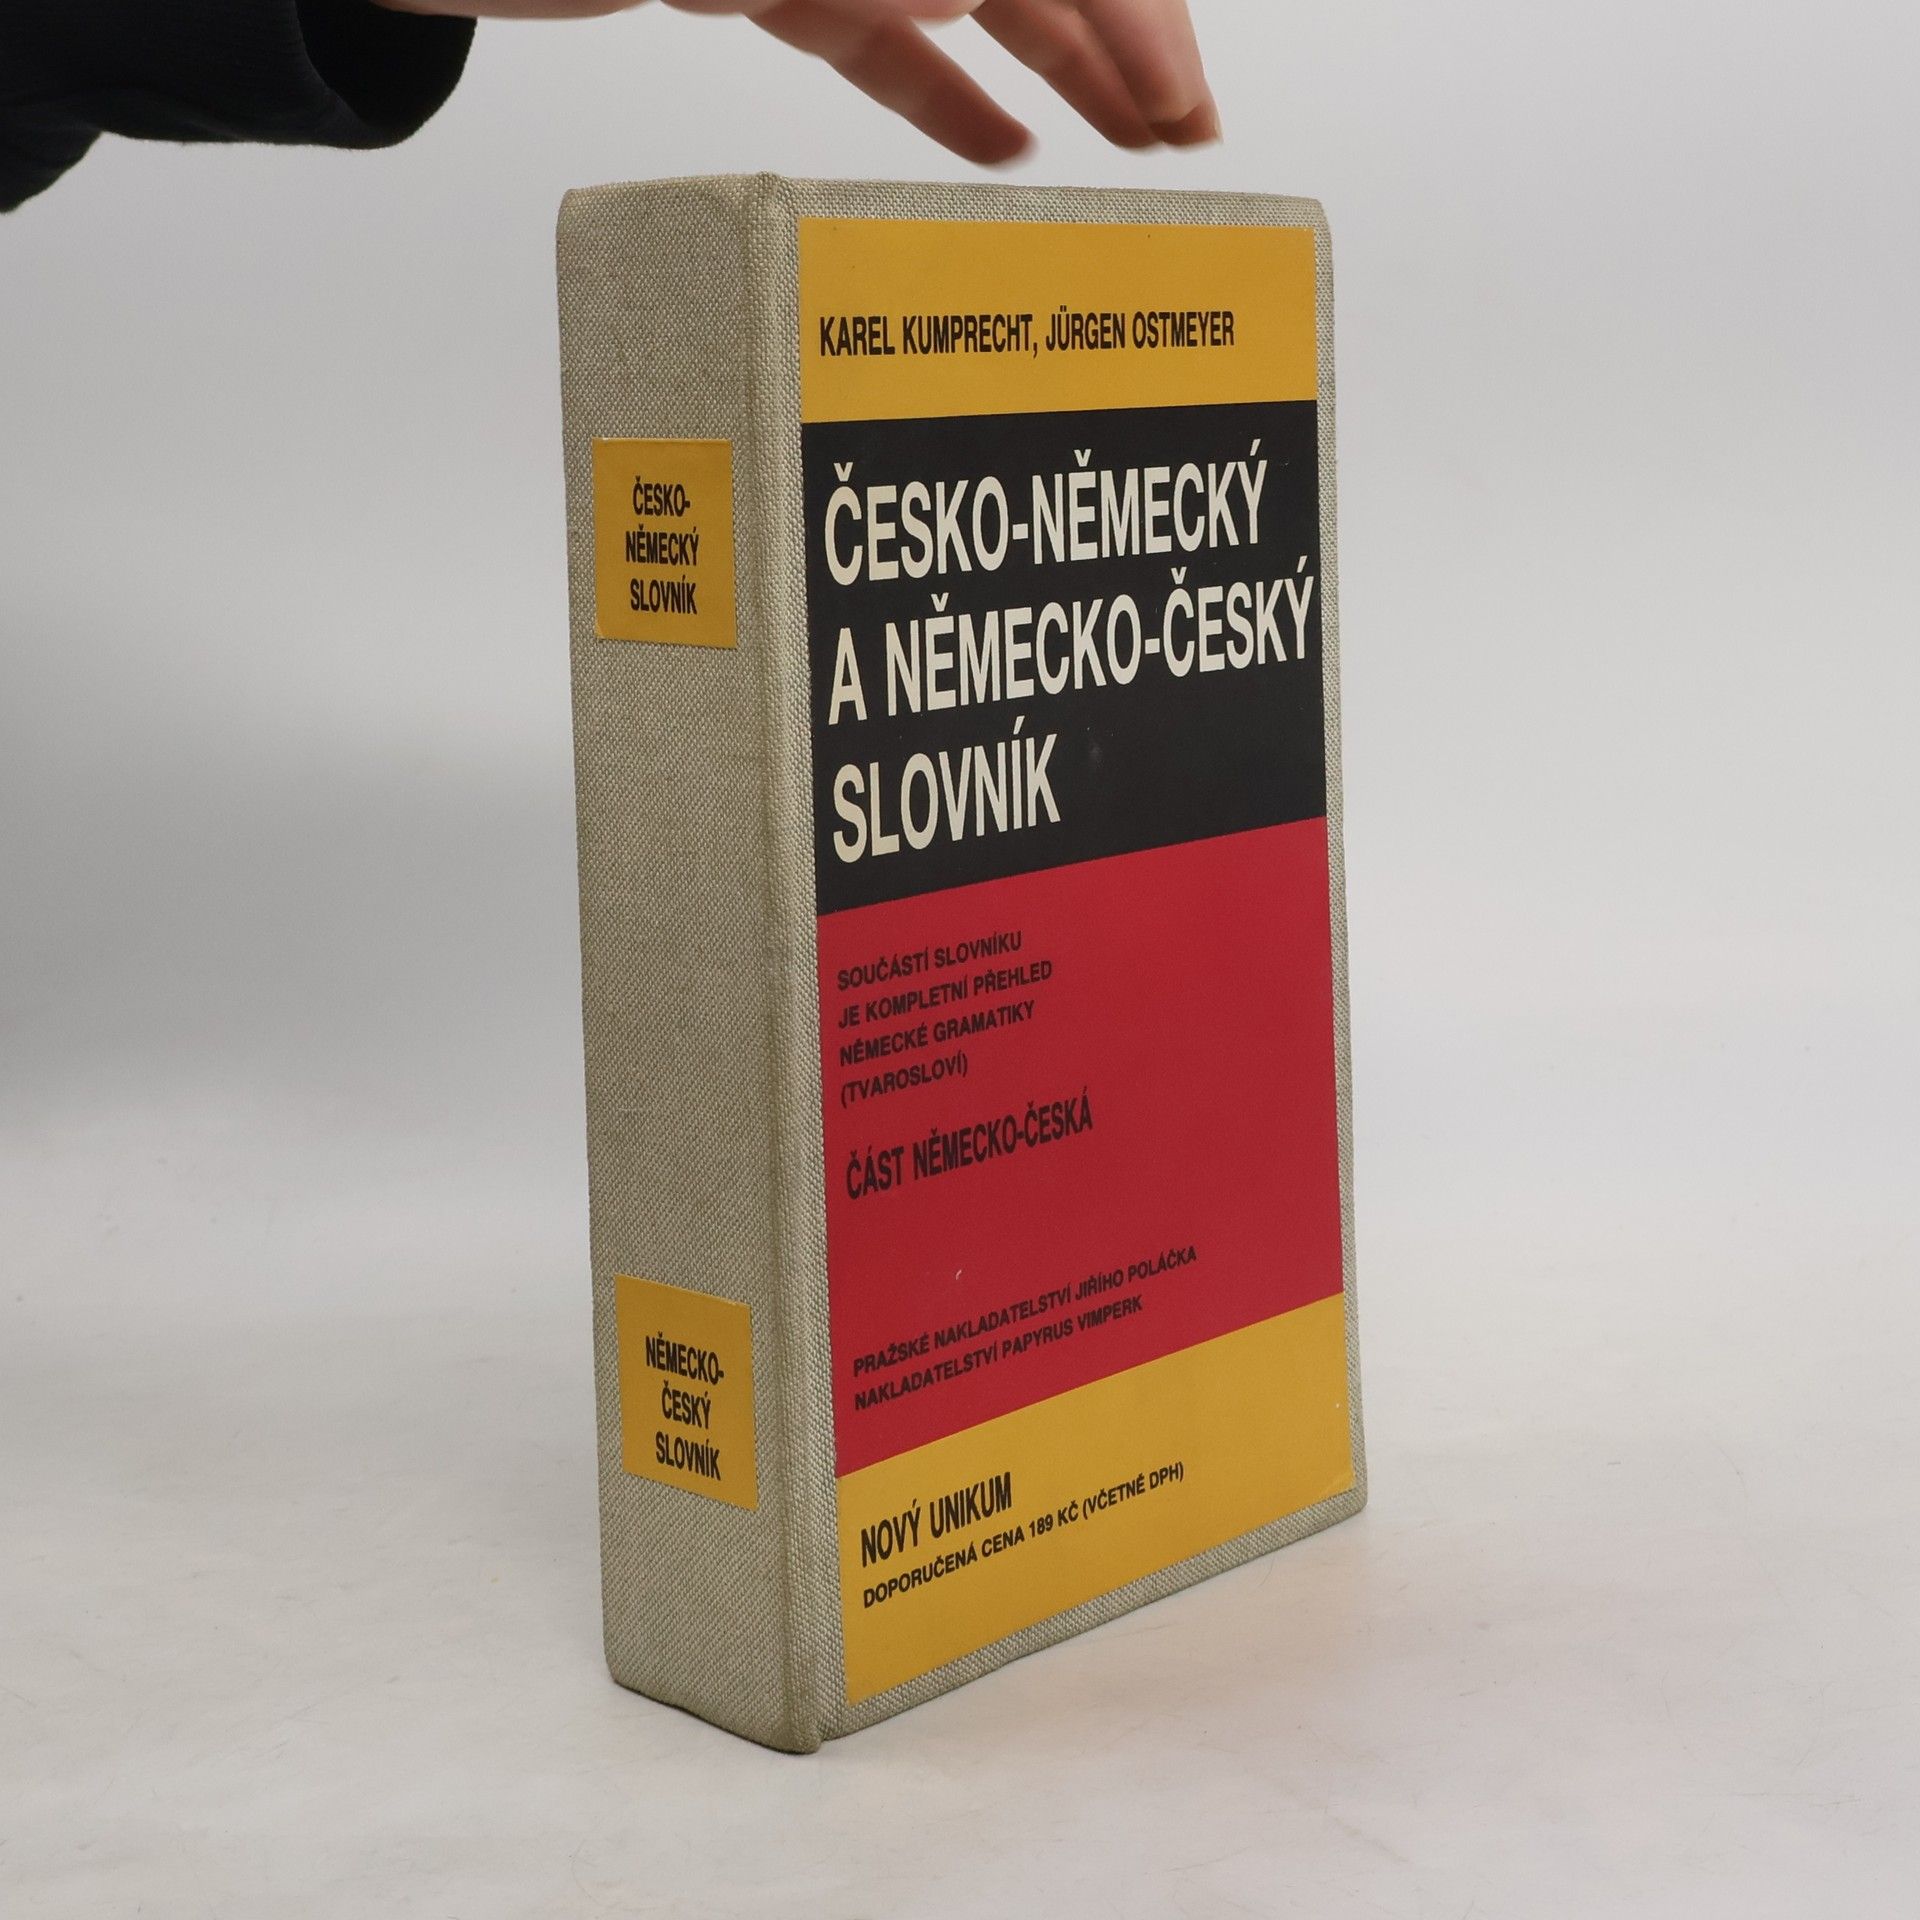 ČESKO-
NĚMECKÝ
SLOVNÍK
NĚMECKO-
ČESKÝ
SLOVNÍK
KAREL KUMPRECHT, JÜRGEN OSTMEYER
ČESKO-NĚMECKÝ
A NĚMECKO-ČESKÝ
SLOVNÍK
SOUČÁSTÍ SLOVNÍKU
JE KOMPLETNÍ PŘEHLED
NĚMECKÉ GRAMATIKY
(TVAROSLOVÍ)
ČÁST NĚMECKO-ČESKÁ
PRAŽSKÉ NAKLADATELSTVÍ JIŘÍHO POLÁČKA
NAKLADATELSTVÍ PAPYRUS VIMPERK
NOVÝ UNIKUM
DOPORUČENÁ CENA 189 KČ (VČETNĚ DPH)